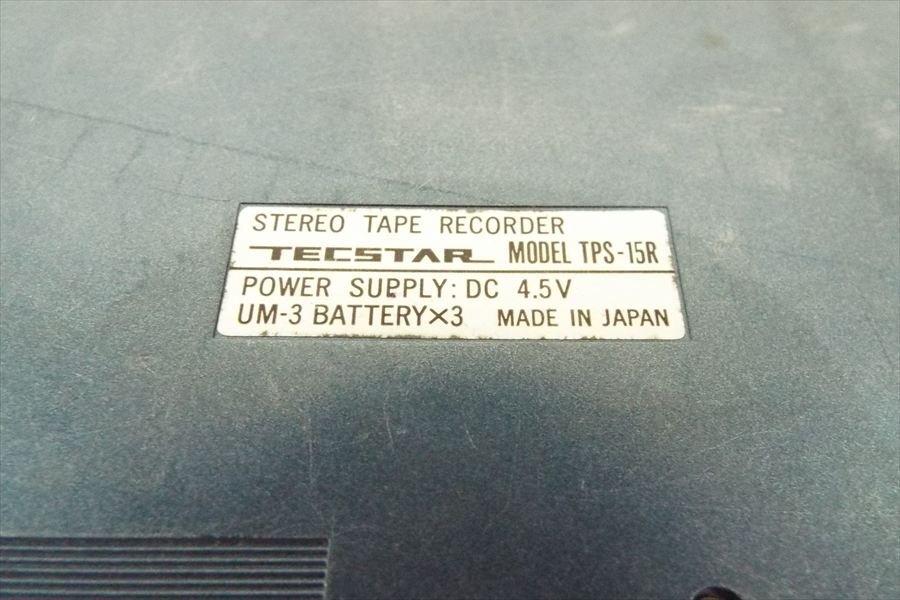 STEREO TAPE RECORDER
TECSTAR MODEL TPS-15R
POWER SUPPLY: DC 4.5V
UM-3 BATTERY×3 MADE IN JAPAN